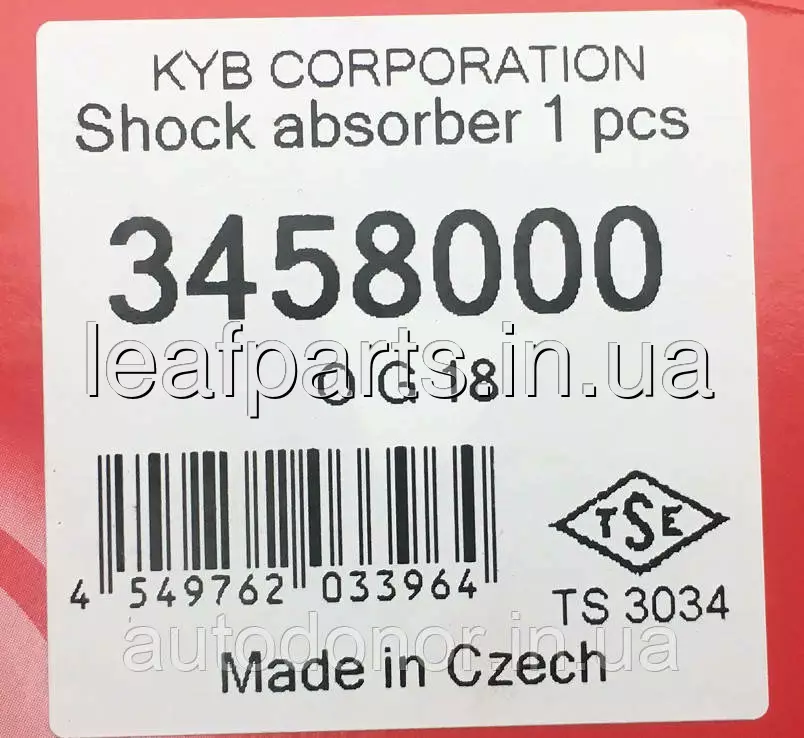 KYB CORPORATION
Shock absorber 1 pcs
3458000
leafparts.in.ua
O G 18
4 549762 033964
TSE
TS 3034
autodonor.in.ua
Made in Czech